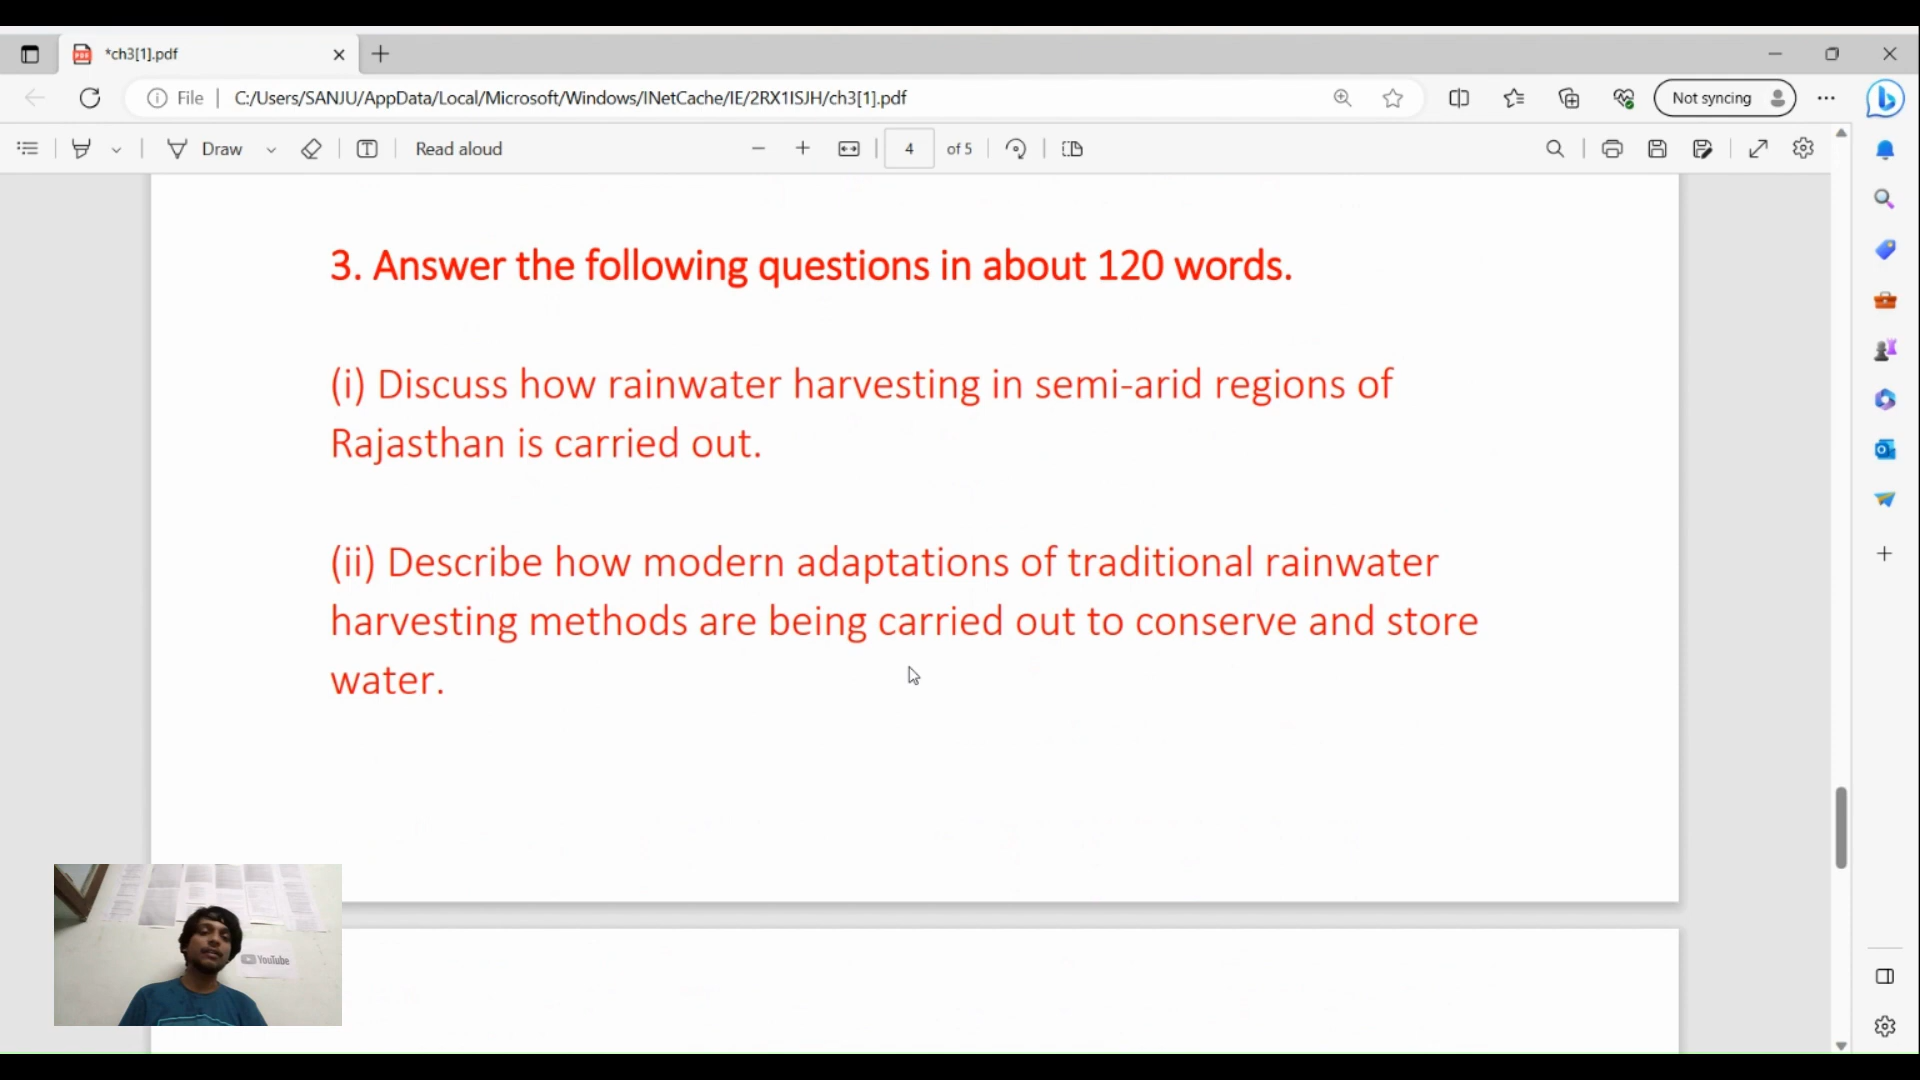 *ch3[1].pdf
File
C:/Users/SANJU/AppData/Local/Microsoft/Windows/INetCache/IE/2RX1ISJH/ch3[1].pdf
Not syncing
Draw
Read aloud
4 of 5
3. Answer the following questions in about 120 words.
(i) Discuss how rainwater harvesting in semi-arid regions of
Rajasthan is carried out.
(ii) Describe how modern adaptations of traditional rainwater
harvesting methods are being carried out to conserve and store
water.
YouTube